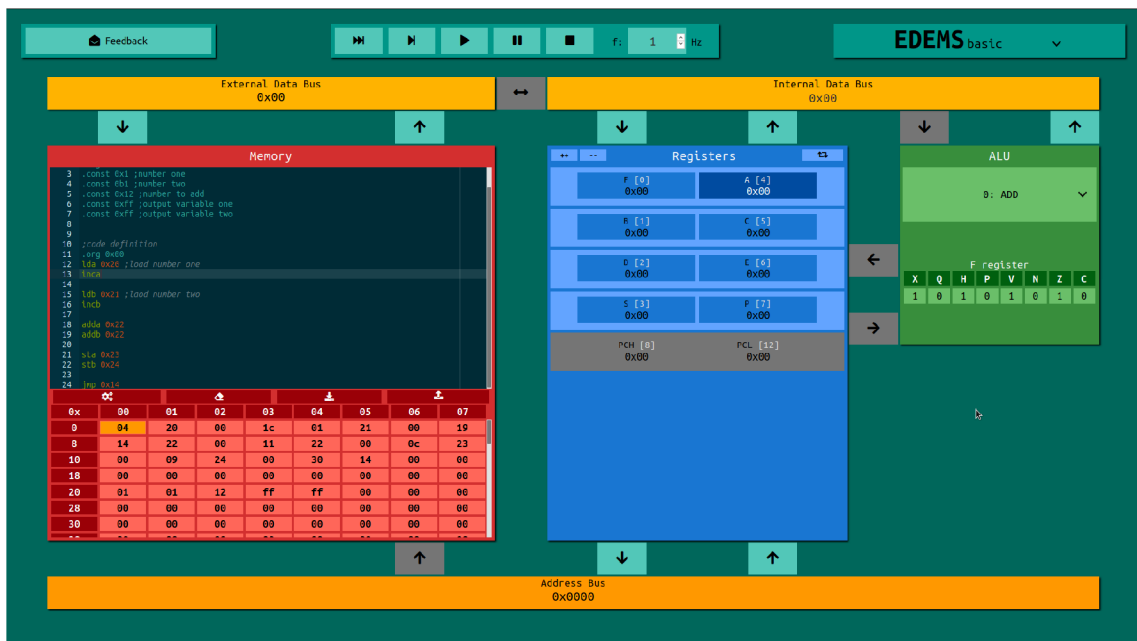 Feedback
f: 1 Hz
EDEMS basic
External Data Bus
0x00
Internal Data Bus
0x00
Memory
3 .const 0x1 ;number one
4 .const 0b1 ;number two
5 .const 0x12 ;number to add
6 .const 0xff ;output variable one
7 .const 0xff ;output variable two
8
9
10 ;code definition
11 .org 0x00
12 lda 0x20 ;load number one
13 inca
14
15 ldb 0x21 ;load number two
16 incb
17
18 adda 0x22
19 addb 0x22
20
21 sta 0x23
22 stb 0x24
23
24 jmp 0x14
0x 00 01 02 03 04 05 06 07
0 04 20 00 1c 01 21 00 19
8 14 22 00 11 22 00 0c 23
10 00 09 24 00 30 14 00 00
18 00 00 00 00 00 00 00 00
20 01 01 12 ff ff 00 00 00
28 00 00 00 00 00 00 00 00
30 00 00 00 00 00 00 00 00
++ -- Registers
F [0] A [4]
0x00 0x00
B [1] C [5]
0x00 0x00
D [2] E [6]
0x00 0x00
S [3] P [7]
0x00 0x00
PCH [8] PCL [12]
0x00 0x00
ALU
0: ADD
F register
X Q H P V N Z C
1 0 1 0 1 0 1 0
Address Bus
0x0000